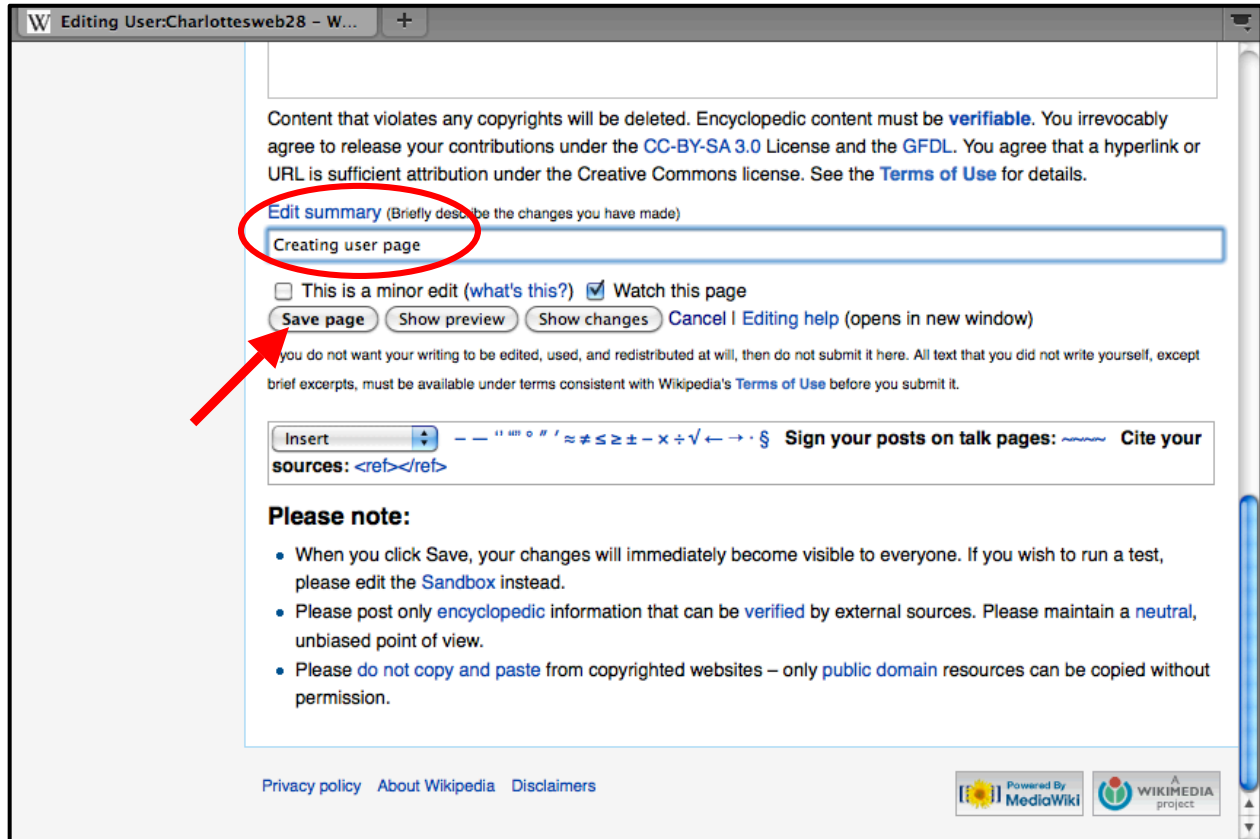 Editing User:Charlottesweb28 – W...
+
Content that violates any copyrights will be deleted. Encyclopedic content must be verifiable. You irrevocably
agree to release your contributions under the CC-BY-SA 3.0 License and the GFDL. You agree that a hyperlink or
URL is sufficient attribution under the Creative Commons license. See the Terms of Use for details.
Edit summary (Briefly describe the changes you have made)
Creating user page
This is a minor edit (what's this?) Watch this page
Save page Show preview Show changes Cancel | Editing help (opens in new window)
you do not want your writing to be edited, used, and redistributed at will, then do not submit it here. All text that you did not write yourself, except
brief excerpts, must be available under terms consistent with Wikipedia's Terms of Use before you submit it.
Insert – — ‘’ “” ° ″ ′ ≈ ≠ ≤ ≥ ± − × ÷ √ ← → · § Sign your posts on talk pages: ~~~~ Cite your
sources: <ref></ref>
Please note:
• When you click Save, your changes will immediately become visible to everyone. If you wish to run a test,
please edit the Sandbox instead.
• Please post only encyclopedic information that can be verified by external sources. Please maintain a neutral,
unbiased point of view.
• Please do not copy and paste from copyrighted websites – only public domain resources can be copied without
permission.
Privacy policy About Wikipedia Disclaimers
Powered By
MediaWiki
A
WIKIMEDIA
project